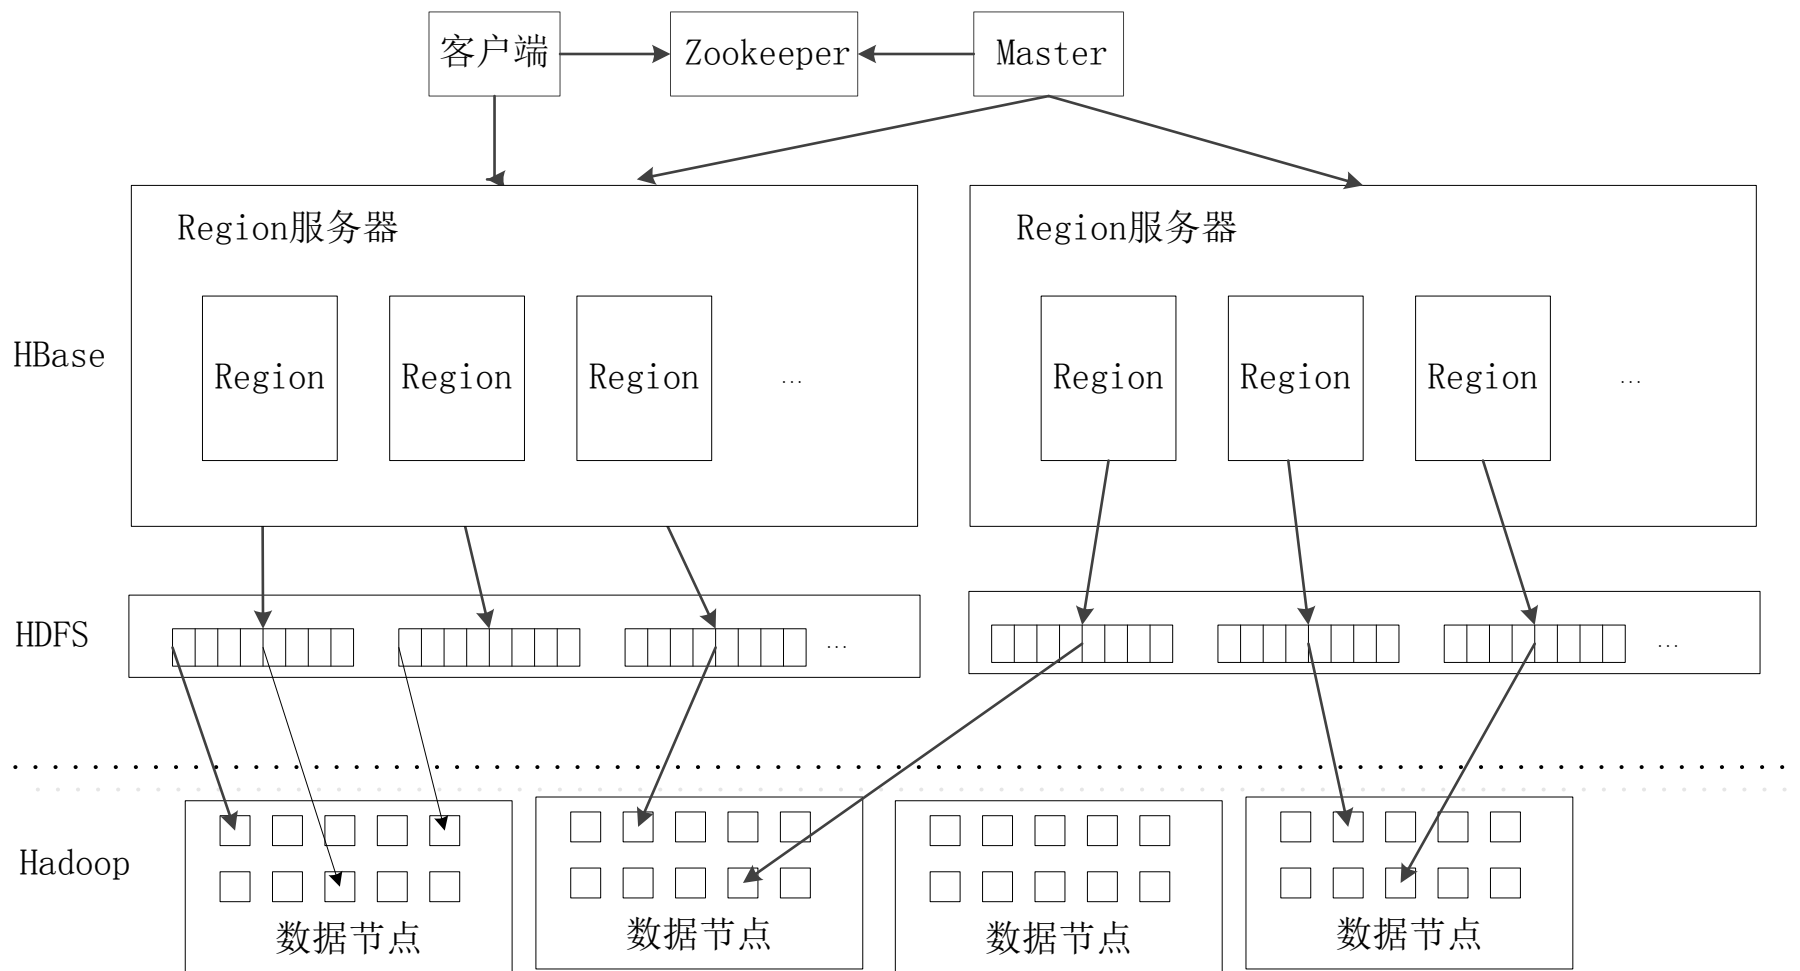 客户端
Zookeeper
Master
Region服务器
Region服务器
HBase
Region
Region
Region
...
Region
Region
Region
...
HDFS
...
...
Hadoop
数据节点
数据节点
数据节点
数据节点